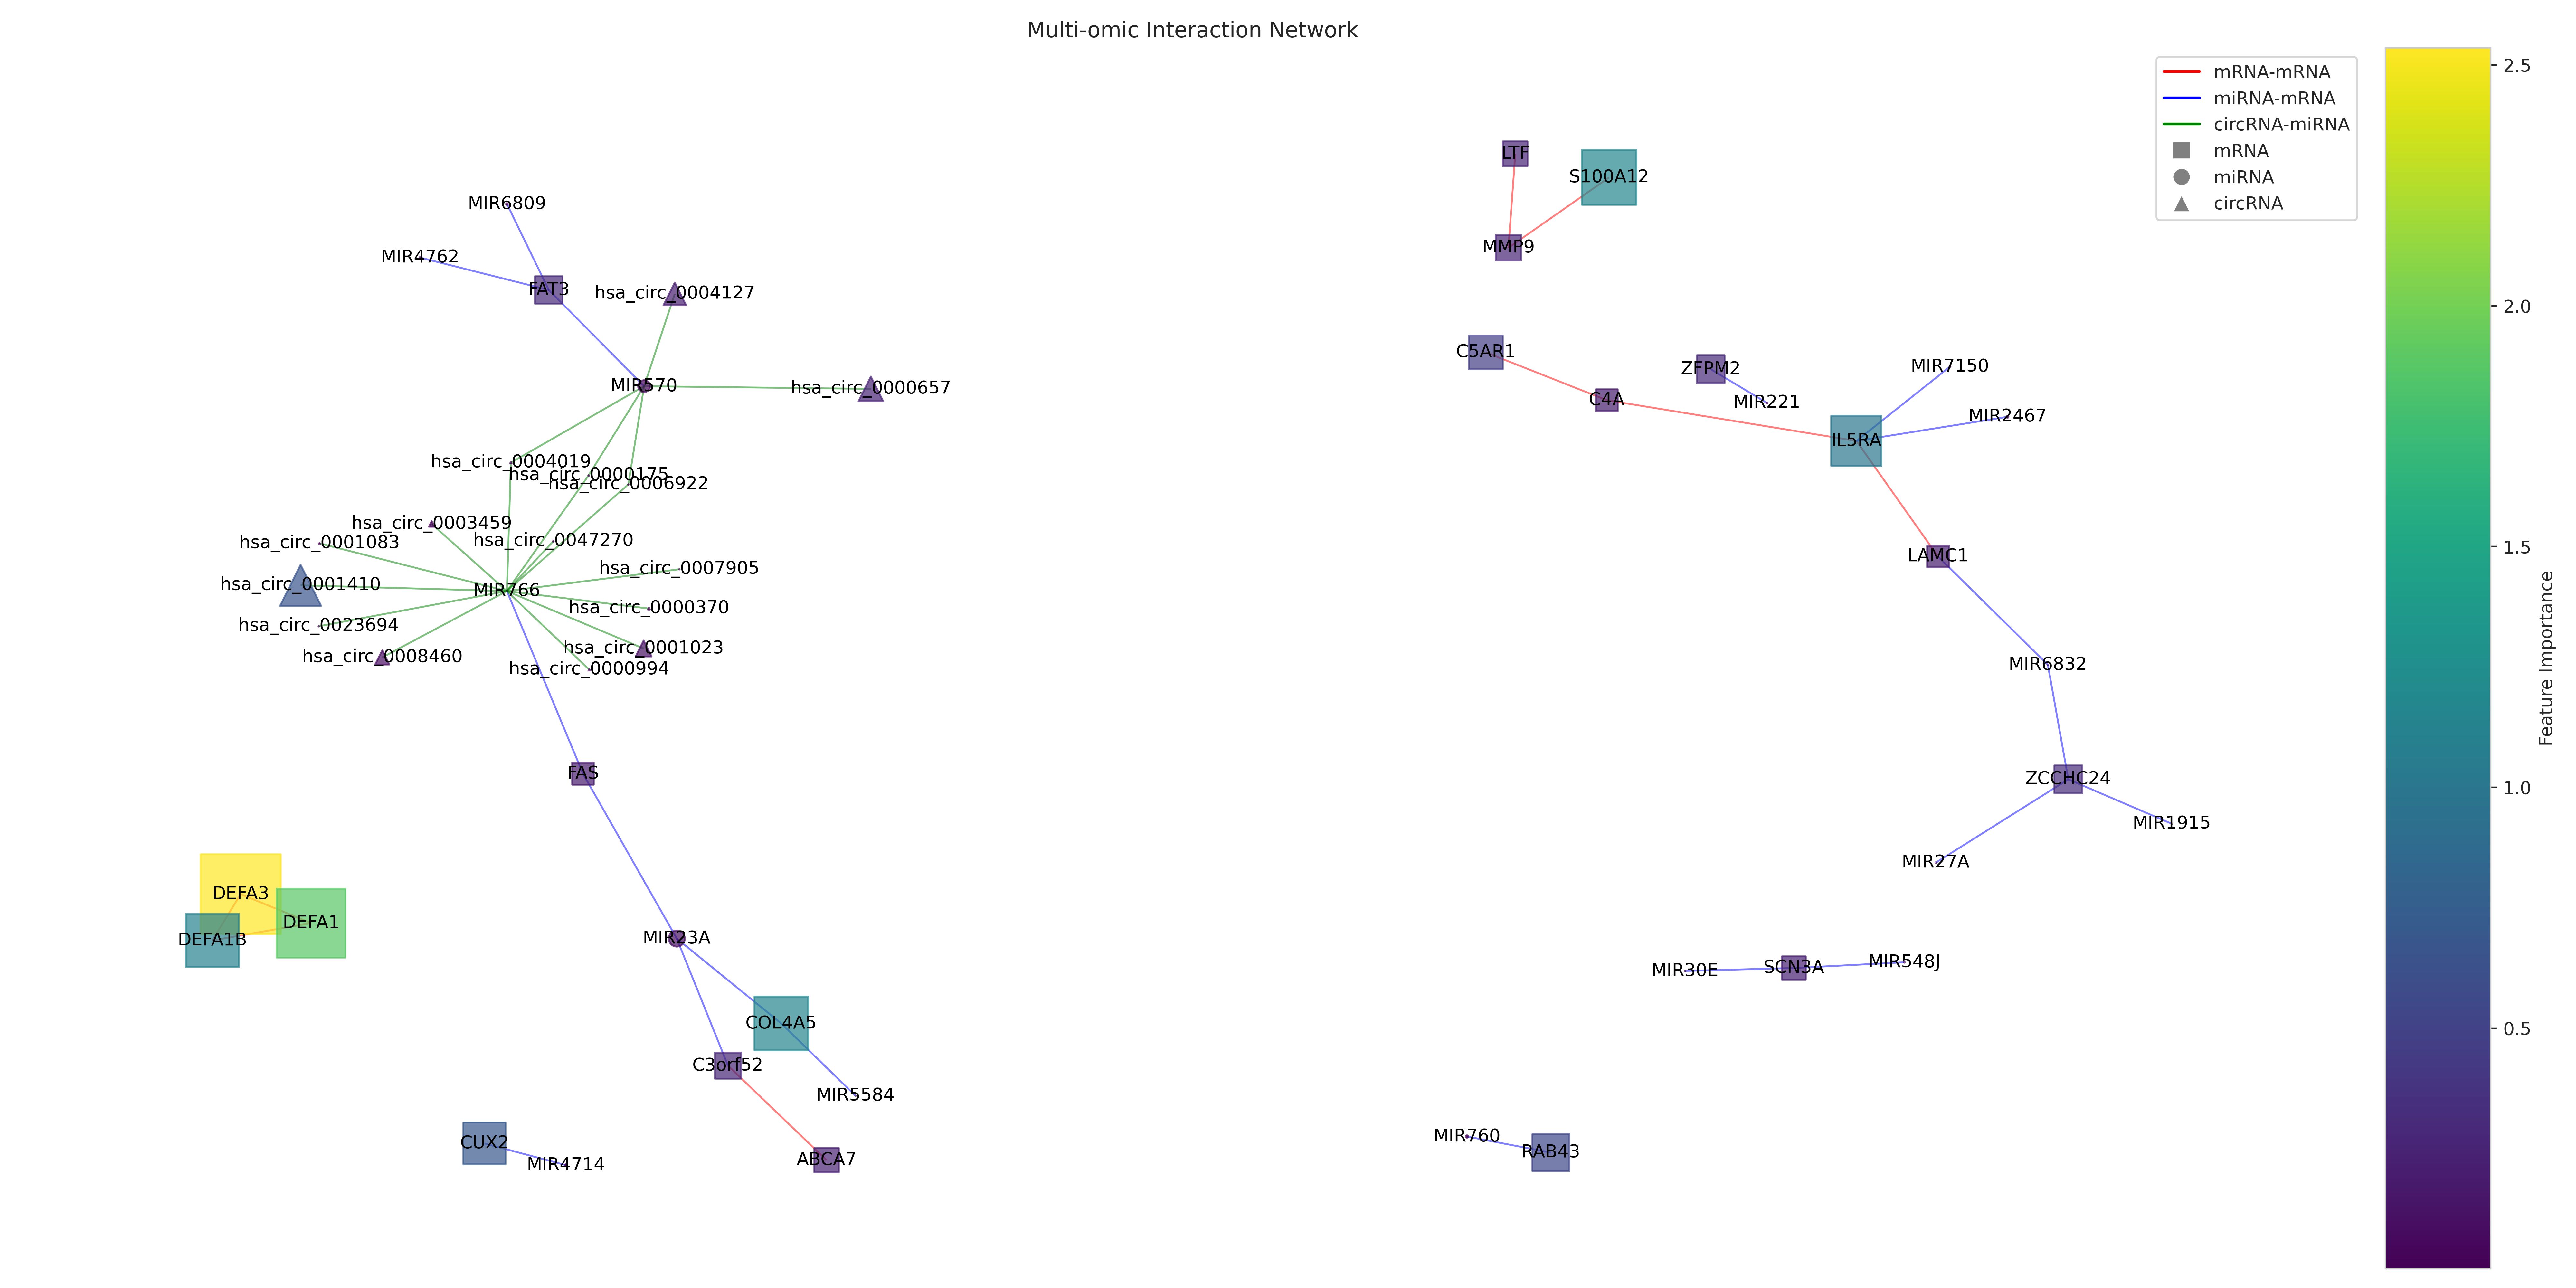 Multi-omic Interaction Network
mRNA-mRNA
miRNA-mRNA
circRNA-miRNA
mRNA
miRNA
circRNA
2.5
2.0
1.5
1.0
0.5
Feature Importance
MIR6809
MIR4762
FAT3
hsa_circ_0004127
MIR570
hsa_circ_0000657
hsa_circ_0004019
hsa_circ_0000175
hsa_circ_0006922
hsa_circ_0003459
hsa_circ_0001083
hsa_circ_0047270
hsa_circ_0007905
hsa_circ_0001410
MIR766
hsa_circ_0000370
hsa_circ_0023694
hsa_circ_0001023
hsa_circ_0008460
hsa_circ_0000994
FAS
DEFA3
DEFA1
DEFA1B
MIR23A
COL4A5
C3orf52
MIR5584
CUX2
MIR4714
ABCA7
LTF
S100A12
MMP9
C5AR1
ZFPM2
MIR7150
C4A
MIR221
MIR2467
IL5RA
LAMC1
MIR6832
ZCCHC24
MIR1915
MIR27A
MIR30E
SCN3A
MIR548J
MIR760
RAB43